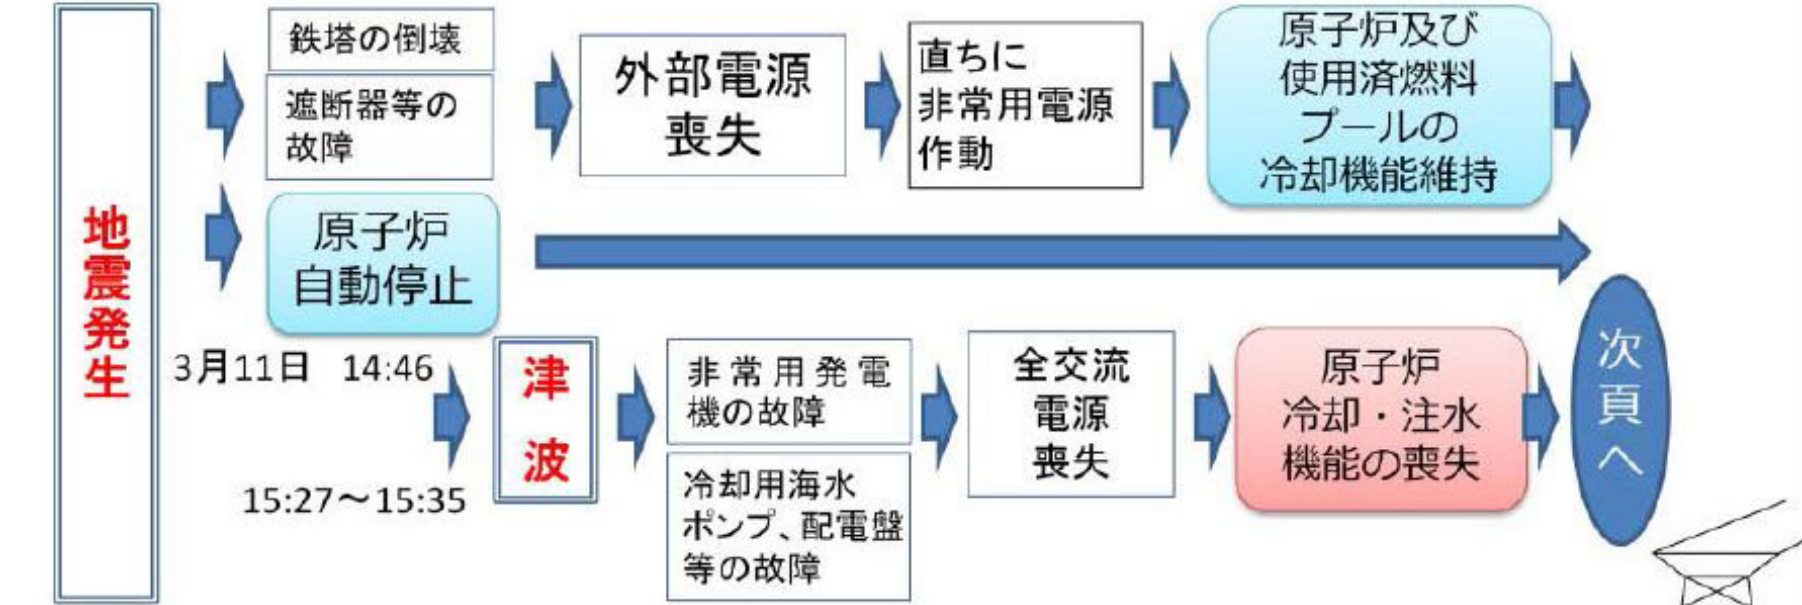 地
震
発
生
鉄塔の倒壊
遮断器等の
故障
外部電源
喪失
直ちに
非常用電源
作動
原子炉及び
使用済燃料
プールの
冷却機能維持
原子炉
自動停止
3月11日 14:46
15:27～15:35
津
波
非常用発電
機の故障
冷却用海水
ポンプ、配電盤
等の故障
全交流
電源
喪失
原子炉
冷却・注水
機能の喪失
次
頁
へ